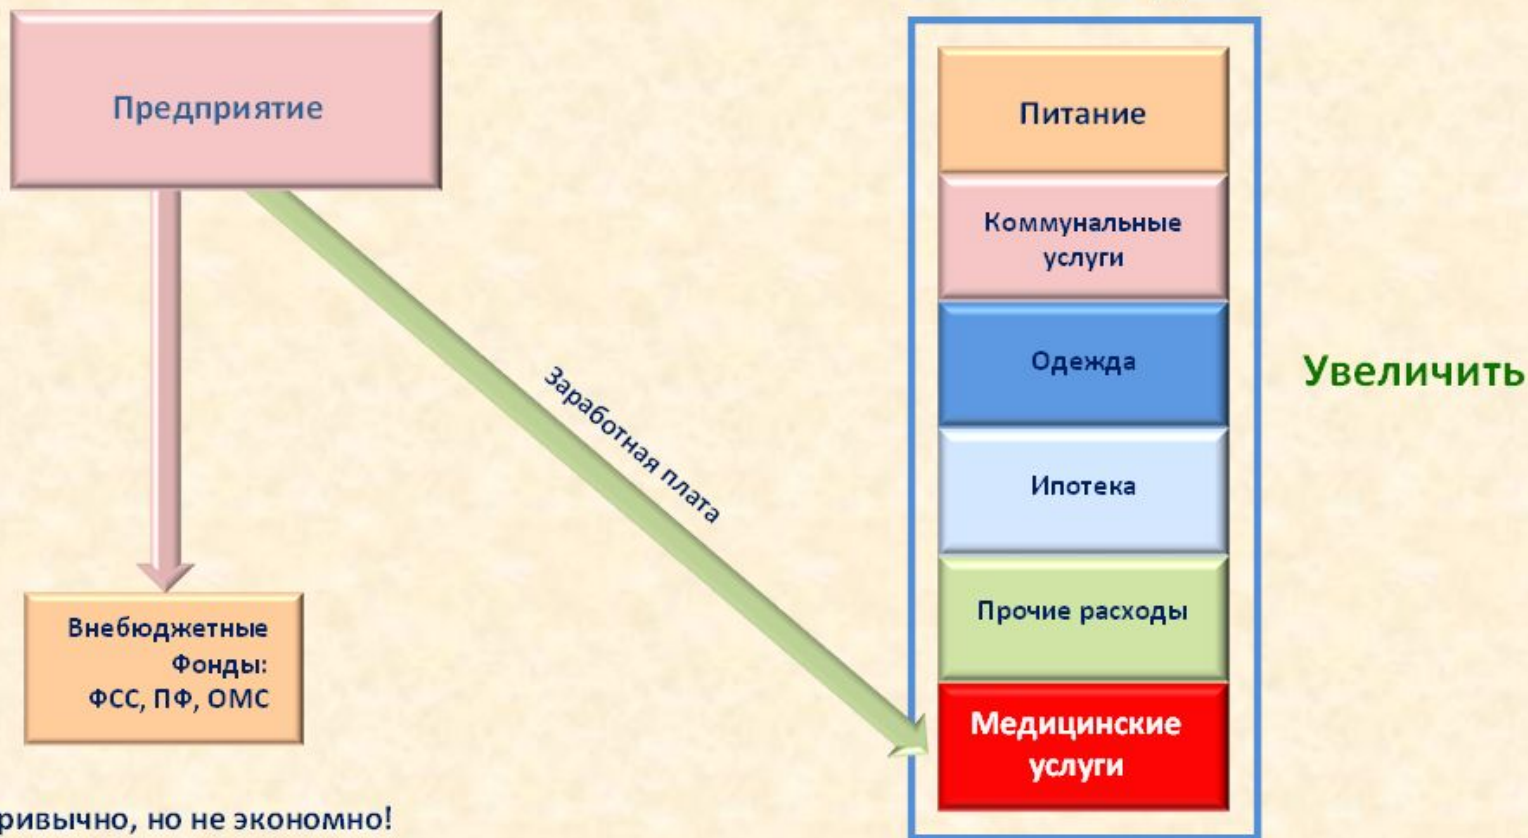 Предприятие
Внебюджетные
Фонды:
ФСС, ПФ, ОМС
Заработная плата
Питание
Коммунальные
услуги
Одежда
Ипотека
Прочие расходы
Медицинские
услуги
Увеличить
ривычно, но не экономно!